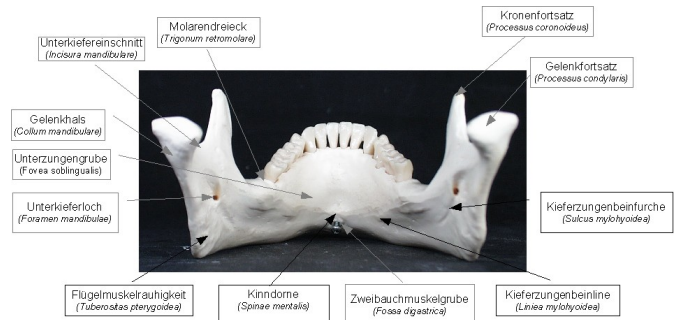 Molarendreieck
(Trigonum retromolare)
Kronenfortsatz
(Processus coronoideus)
Unterkiefereinschnitt
(Incisura mandibulare)
Gelenkfortsatz
(Processus condylaris)
Gelenkhals
(Collum mandibulare)
Unterzungengrube
(Fovea soblingualis)
Unterkieferloch
(Foramen mandibulae)
Kieferzungenbeinfurche
(Sulcus mylohyoidea)
Flügelmuskelrauhigkeit
(Tuberositas pterygoidea)
Kinndorne
(Spinae mentalis)
Zweibauchmuskelgrube
(Fossa digastrica)
Kieferzungenbeinline
(Liniea mylohyoidea)